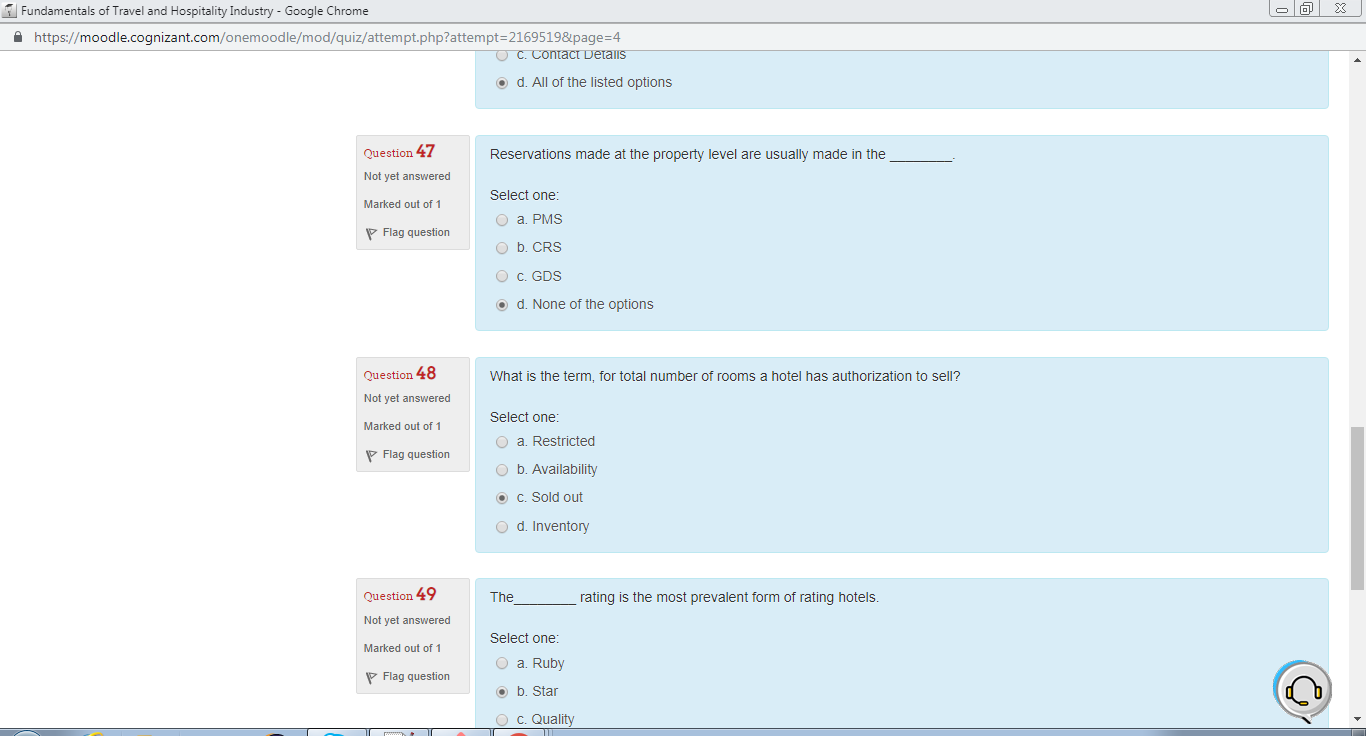 Fundamentals of Travel and Hospitality Industry - Google Chrome
https://moodle.cognizant.com/onemoodle/mod/quiz/attempt.php?attempt=2169519&page=4
c. Contact Details
d. All of the listed options
Question 47
Not yet answered
Marked out of 1
Flag question
Reservations made at the property level are usually made in the ________.
Select one:
a. PMS
b. CRS
c. GDS
d. None of the options
Question 48
Not yet answered
Marked out of 1
Flag question
What is the term, for total number of rooms a hotel has authorization to sell?
Select one:
a. Restricted
b. Availability
c. Sold out
d. Inventory
Question 49
Not yet answered
Marked out of 1
Flag question
The________ rating is the most prevalent form of rating hotels.
Select one:
a. Ruby
b. Star
c. Quality